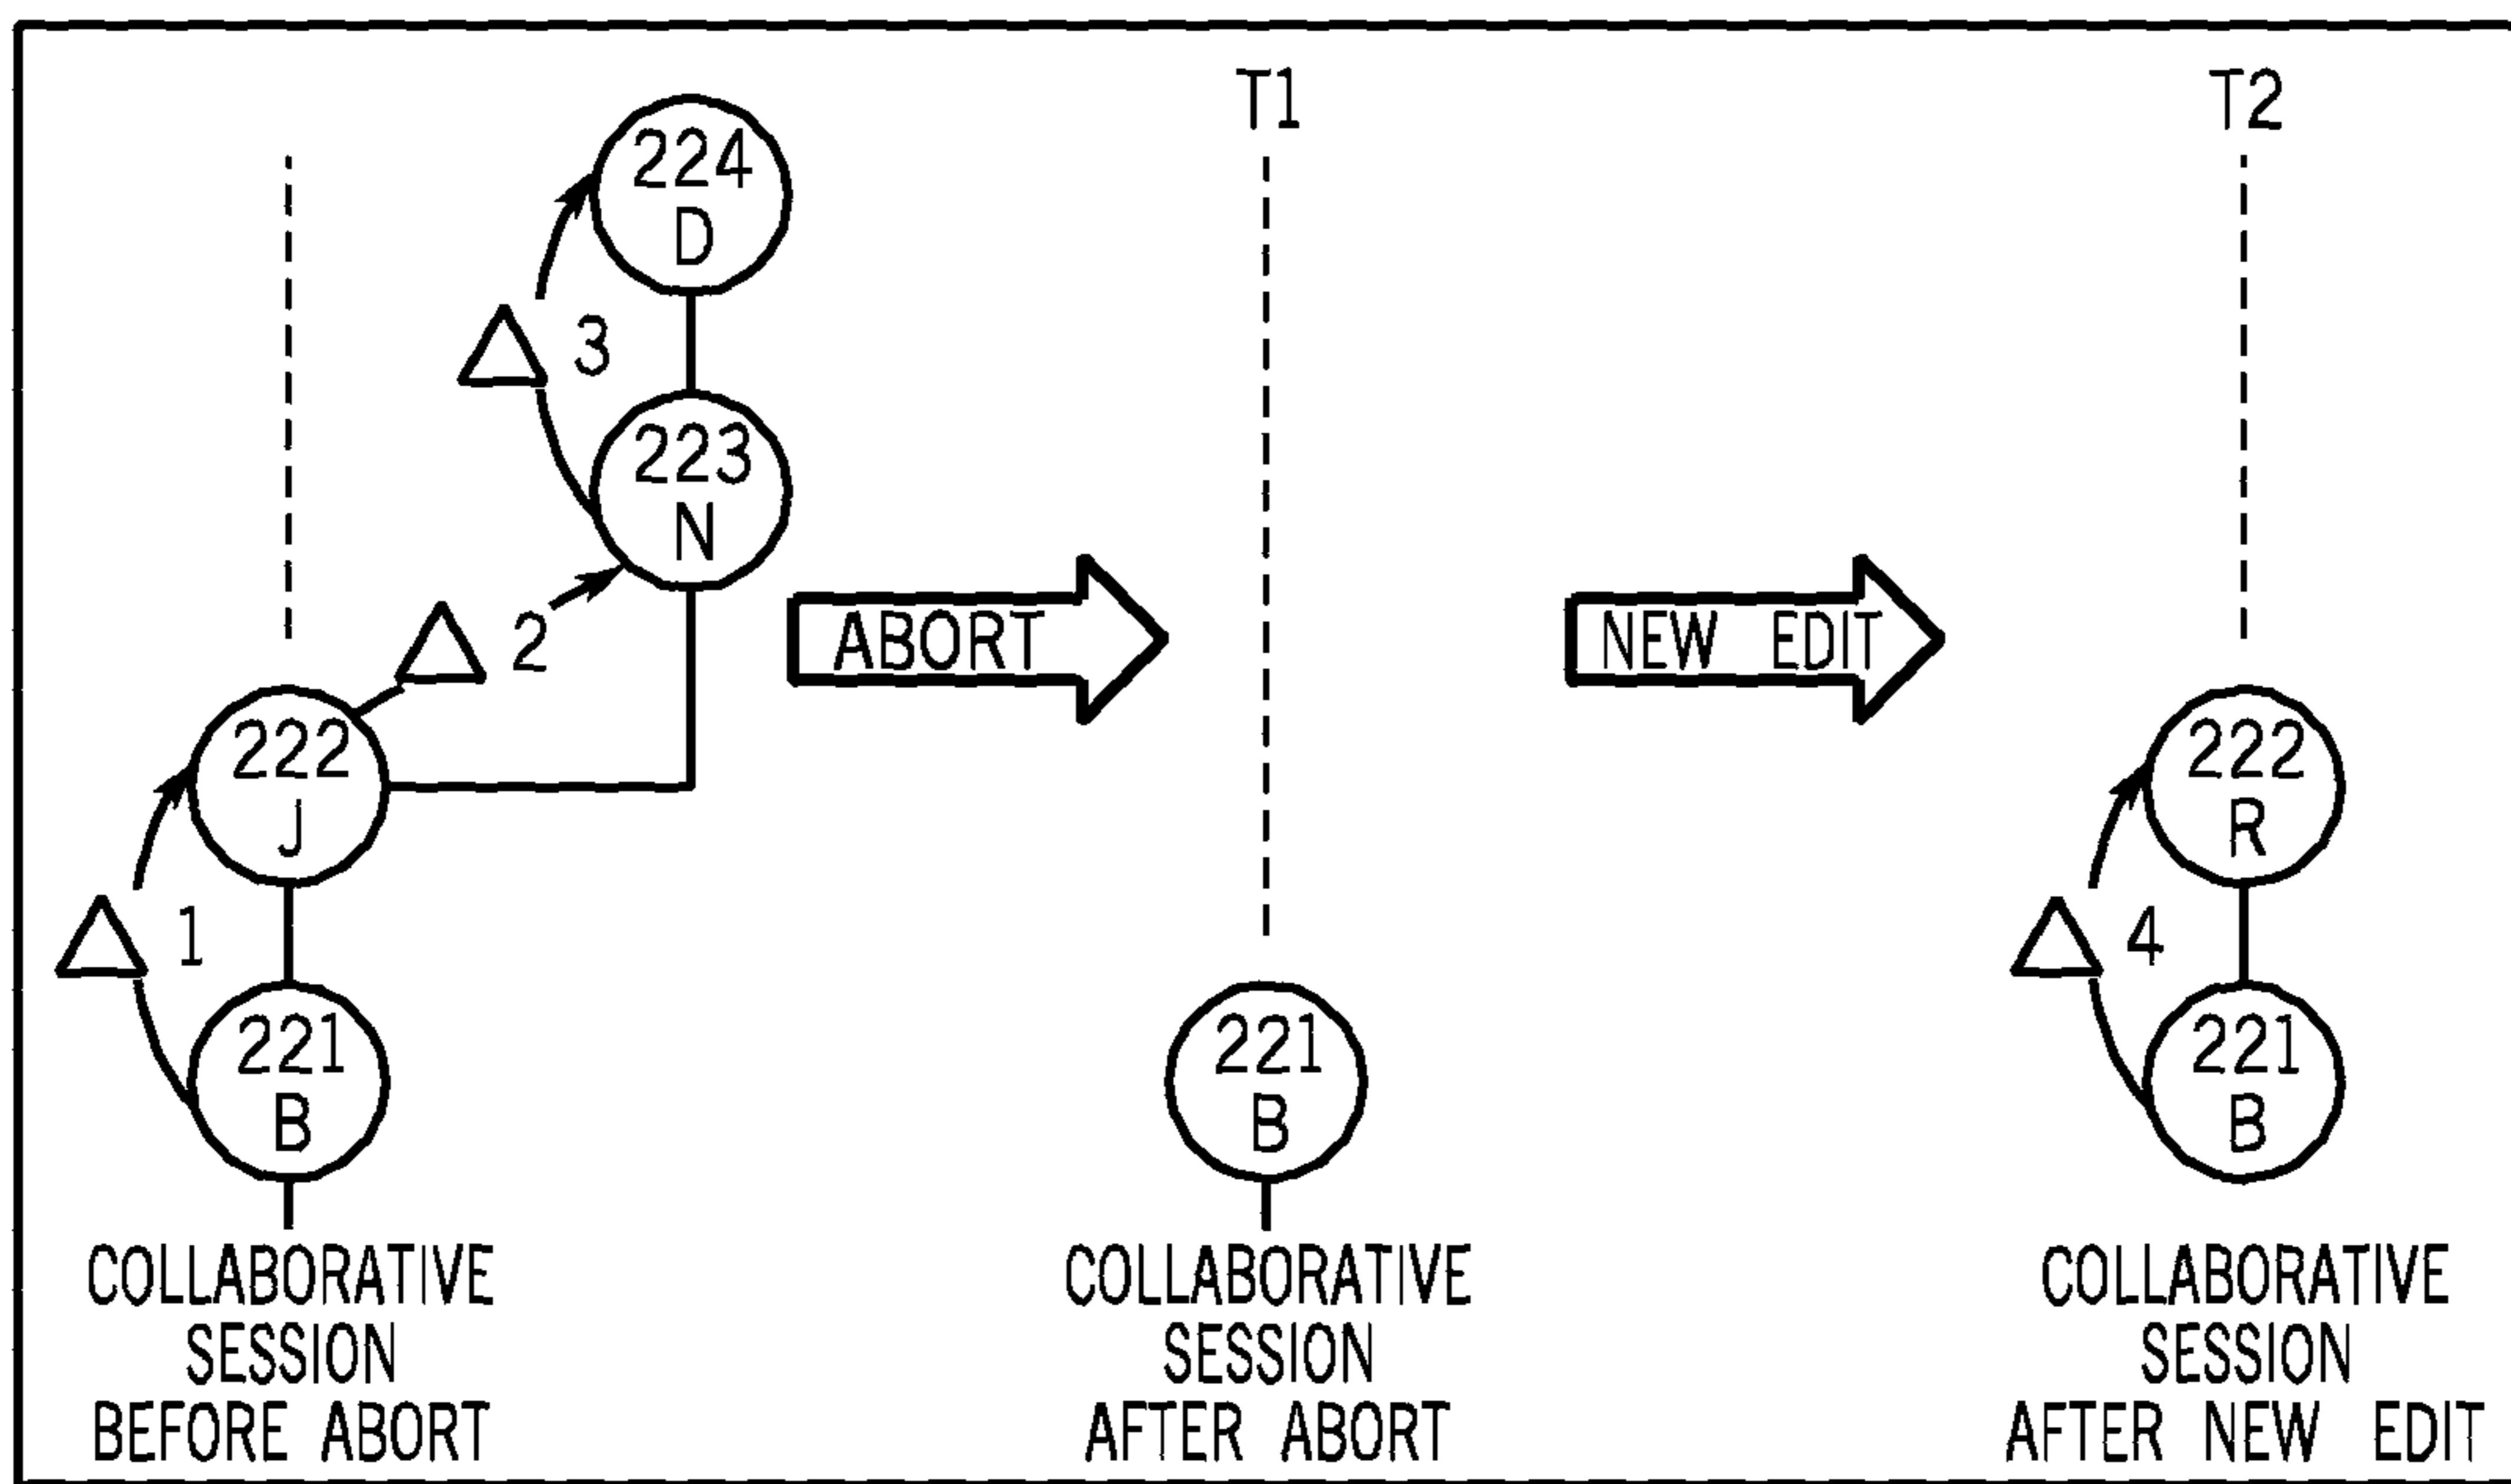 T1
T2
224
D
△ 3
223
N
ABORT
NEW EDIT
△ 2
222
J
222
R
△ 1
△ 4
221
B
221
B
221
B
COLLABORATIVE
SESSION
BEFORE ABORT
COLLABORATIVE
SESSION
AFTER ABORT
COLLABORATIVE
SESSION
AFTER NEW EDIT